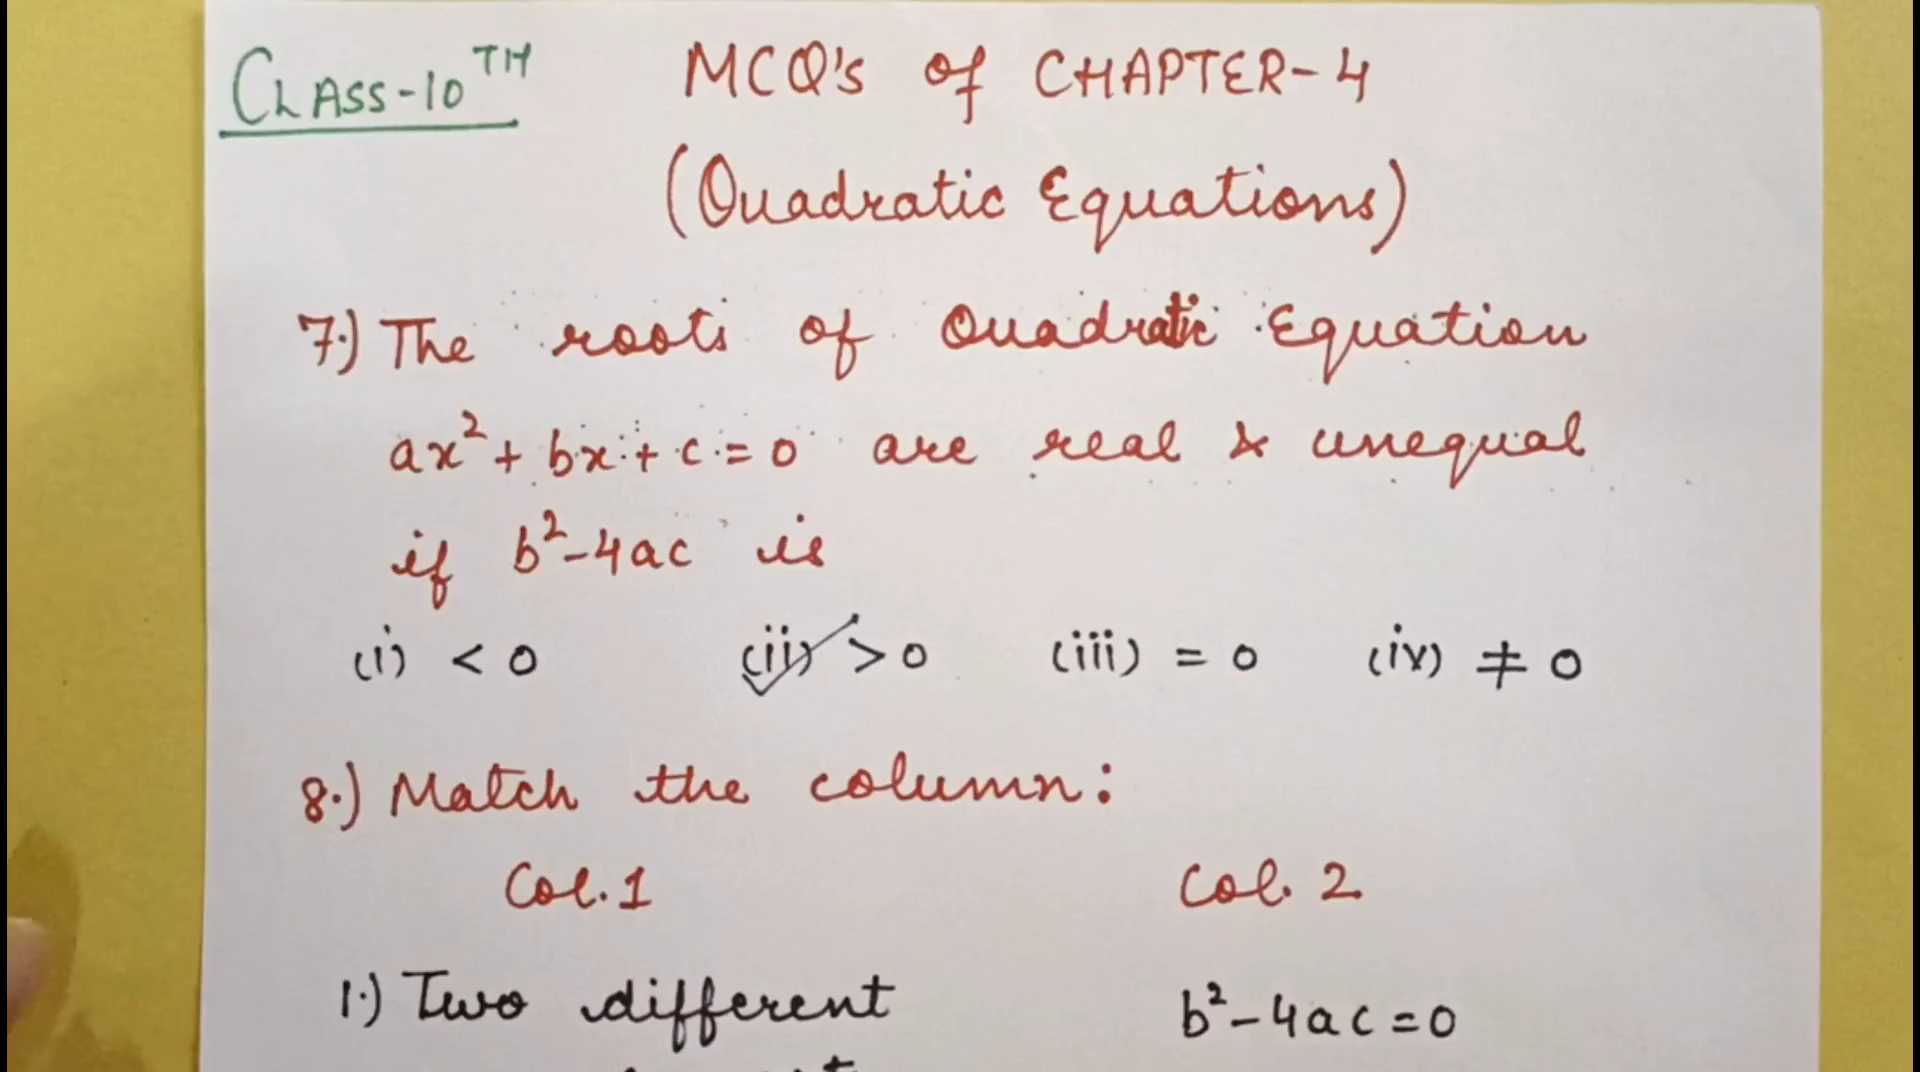 CLASS-10TH
MCQ's of CHAPTER-4
(Quadratic Equations)
7.) The roots of Quadratic Equation
ax²+bx+c=0 are real & unequal
if b²-4ac is
(i) < 0 (ii) > 0 (iii) = 0 (iv) ≠ 0
8.) Match the column:
Col. 1 Col. 2
1.) Two different b²-4ac=0